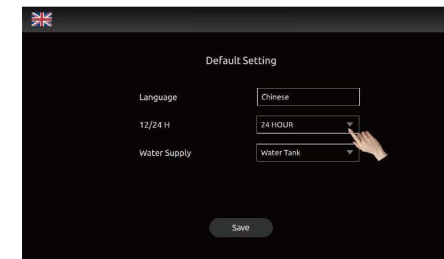 Default Setting
Language Chinese
12/24 H 24 HOUR
Water Supply Water Tank
Save